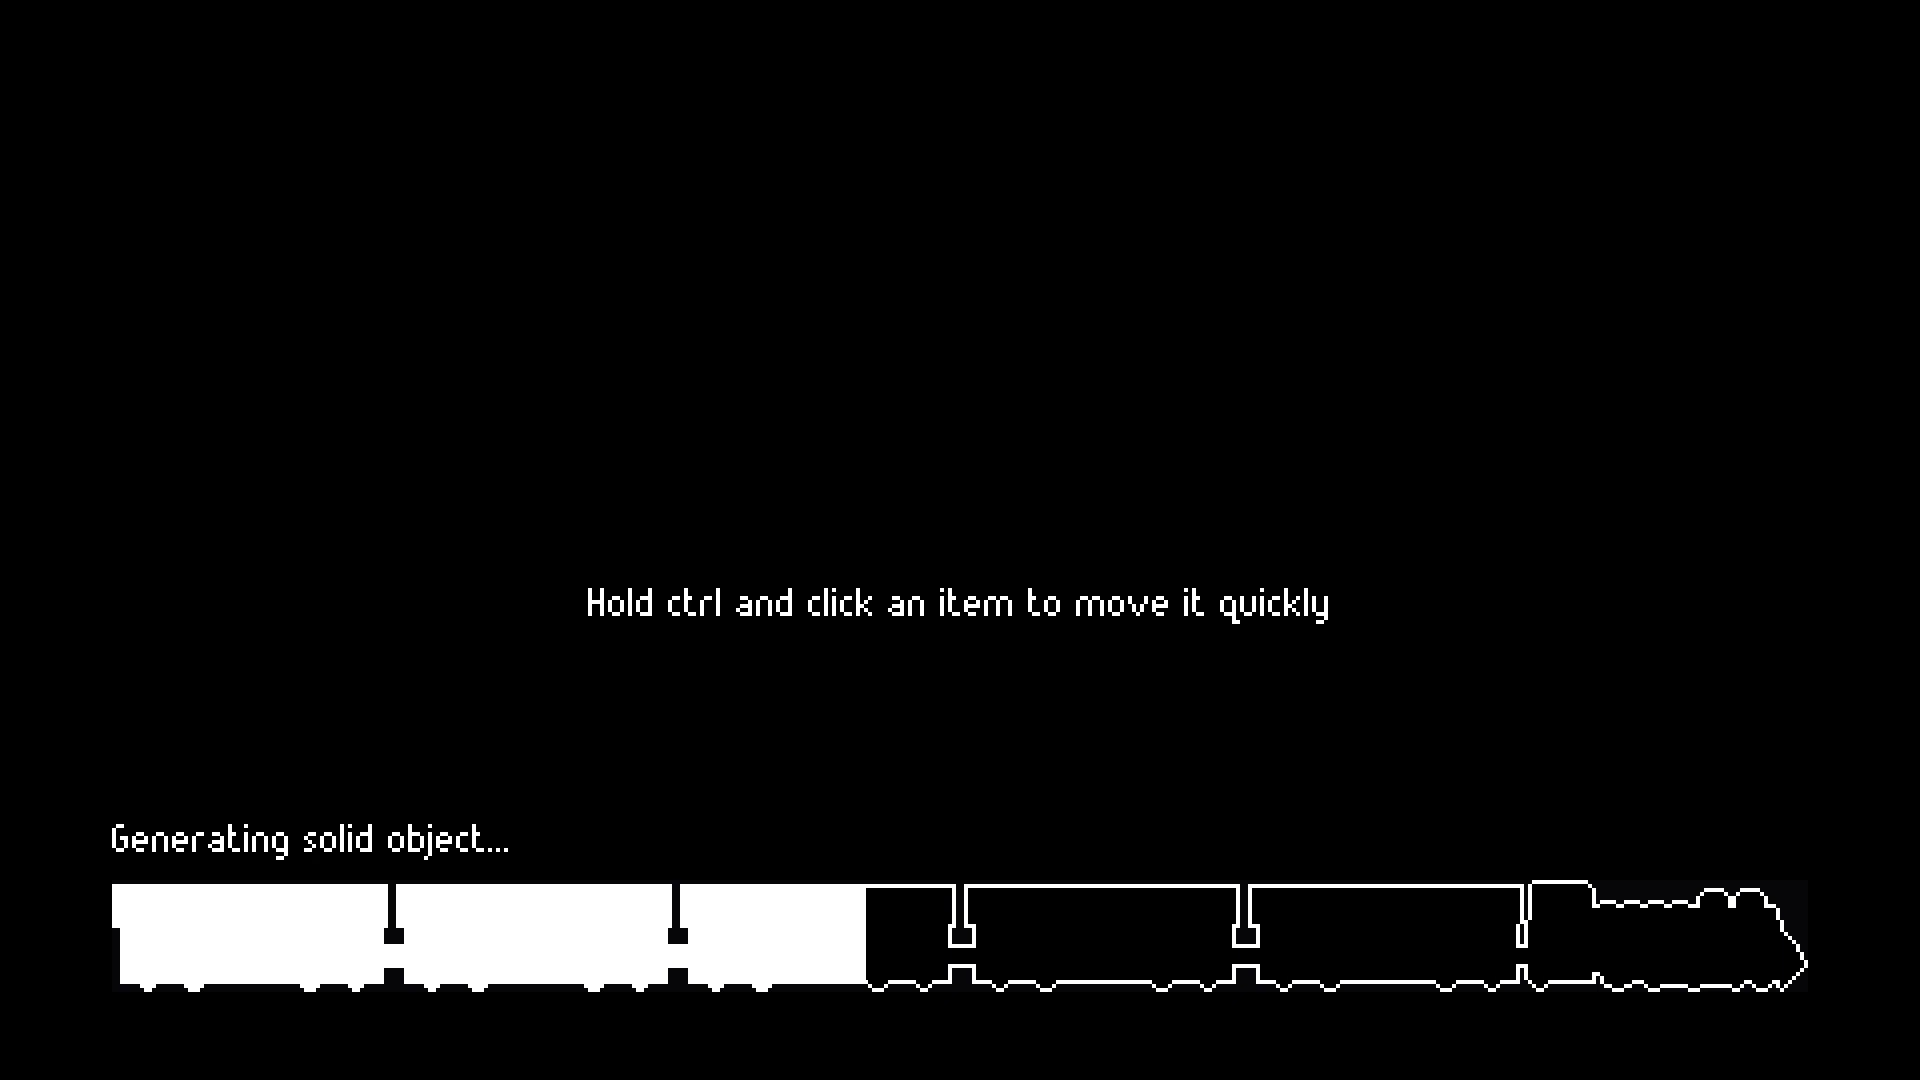 Hold ctrl and click an item to move it quickly
Generating solid object...